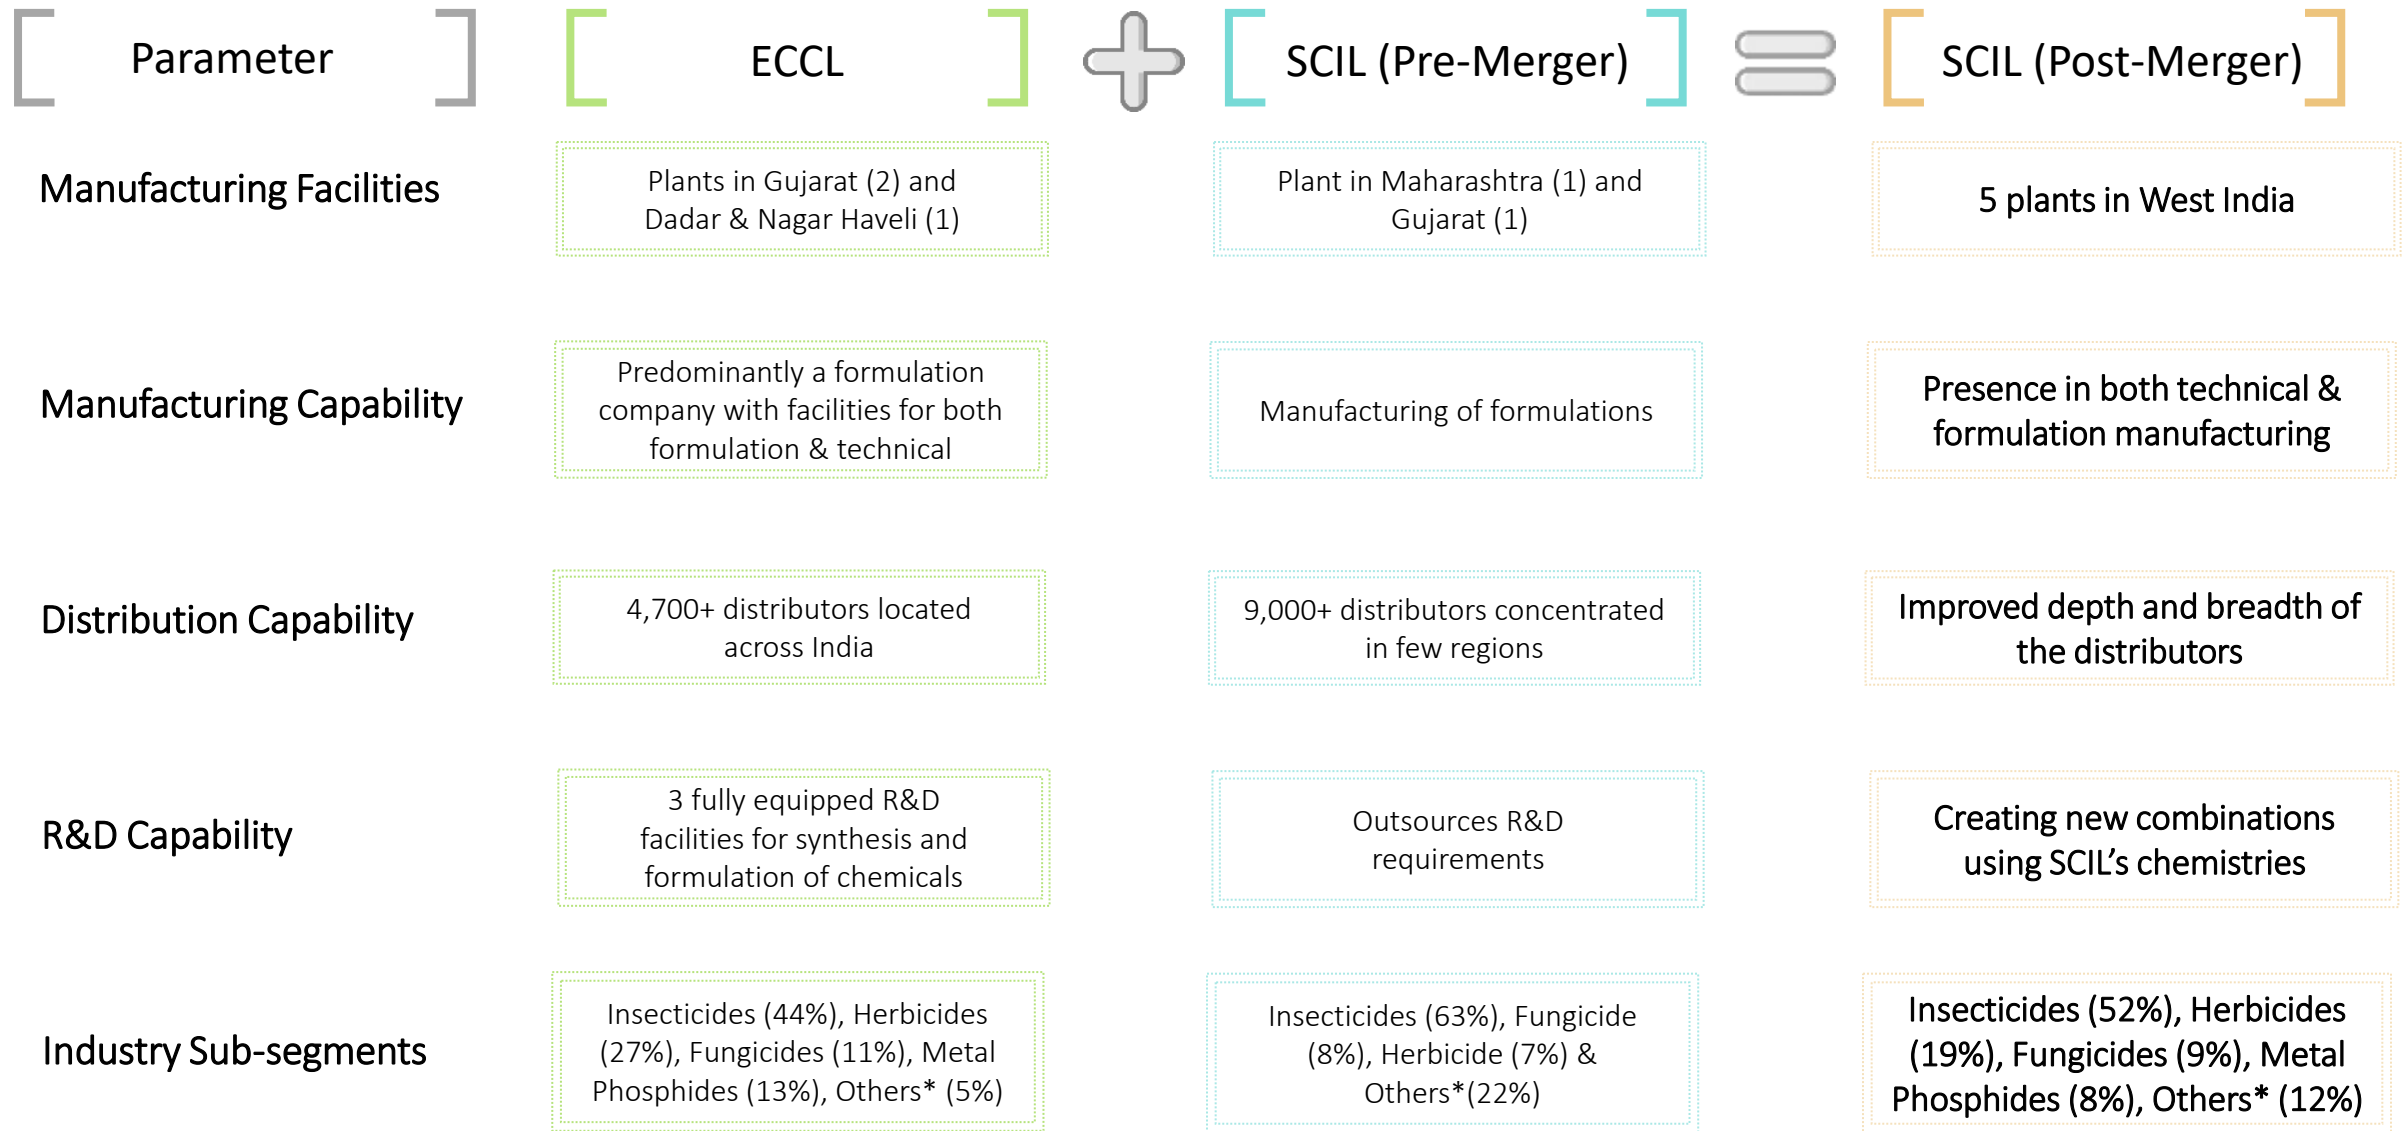 Parameter
ECCL
SCIL (Pre-Merger)
SCIL (Post-Merger)
Manufacturing Facilities
Plants in Gujarat (2) and
Dadar & Nagar Haveli (1)
Plant in Maharashtra (1) and
Gujarat (1)
5 plants in West India
Manufacturing Capability
Predominantly a formulation
company with facilities for both
formulation & technical
Manufacturing of formulations
Presence in both technical &
formulation manufacturing
Distribution Capability
4,700+ distributors located
across India
9,000+ distributors concentrated
in few regions
Improved depth and breadth of
the distributors
R&D Capability
3 fully equipped R&D
facilities for synthesis and
formulation of chemicals
Outsources R&D
requirements
Creating new combinations
using SCIL’s chemistries
Industry Sub-segments
Insecticides (44%), Herbicides
(27%), Fungicides (11%), Metal
Phosphides (13%), Others* (5%)
Insecticides (63%), Fungicide
(8%), Herbicide (7%) &
Others*(22%)
Insecticides (52%), Herbicides
(19%), Fungicides (9%), Metal
Phosphides (8%), Others* (12%)